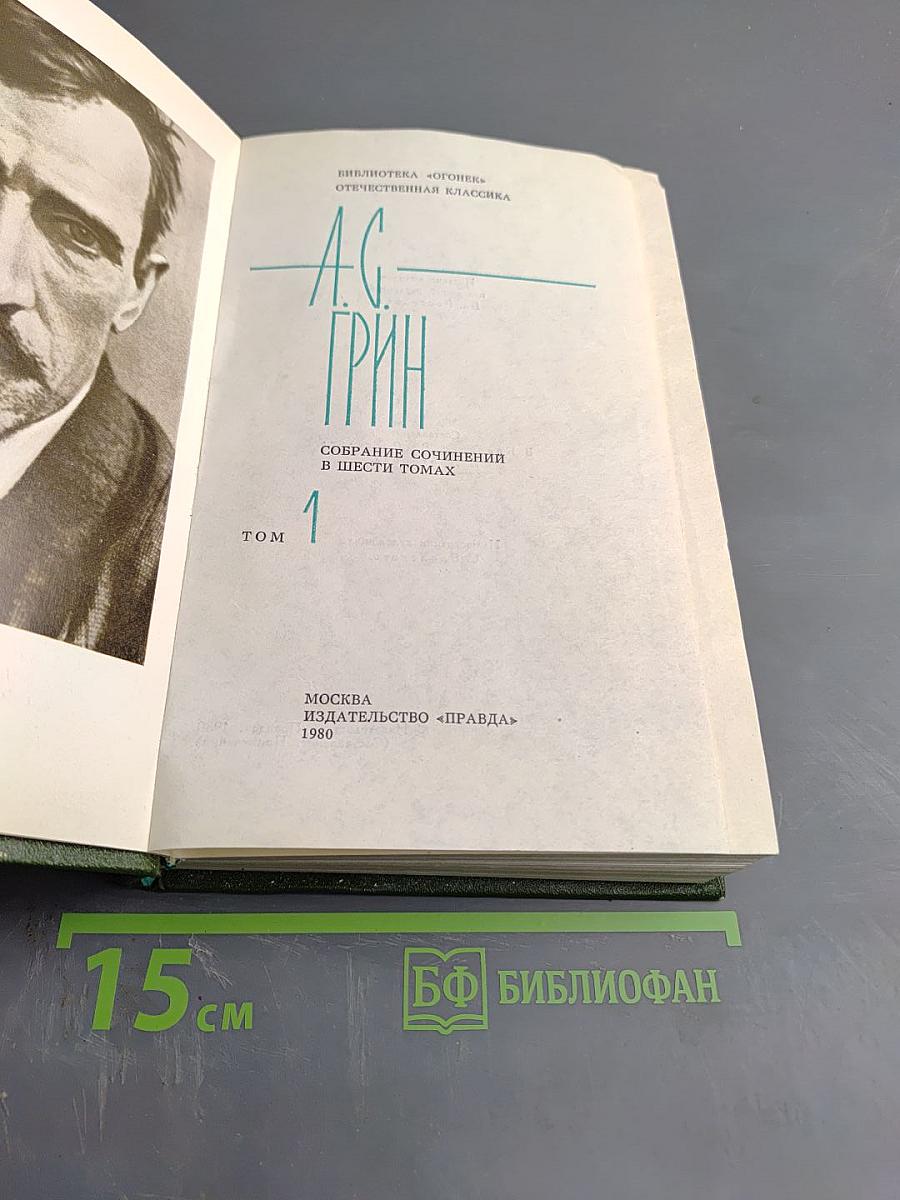 БИБЛИОТЕКА «ОГОНЕК»
ОТЕЧЕСТВЕННАЯ КЛАССИКА
А. С.
ГРИН
СОБРАНИЕ СОЧИНЕНИЙ
В ШЕСТИ ТОМАХ
ТОМ 1
МОСКВА
ИЗДАТЕЛЬСТВО «ПРАВДА»
1980
15 см
БФ БИБЛИОФАН